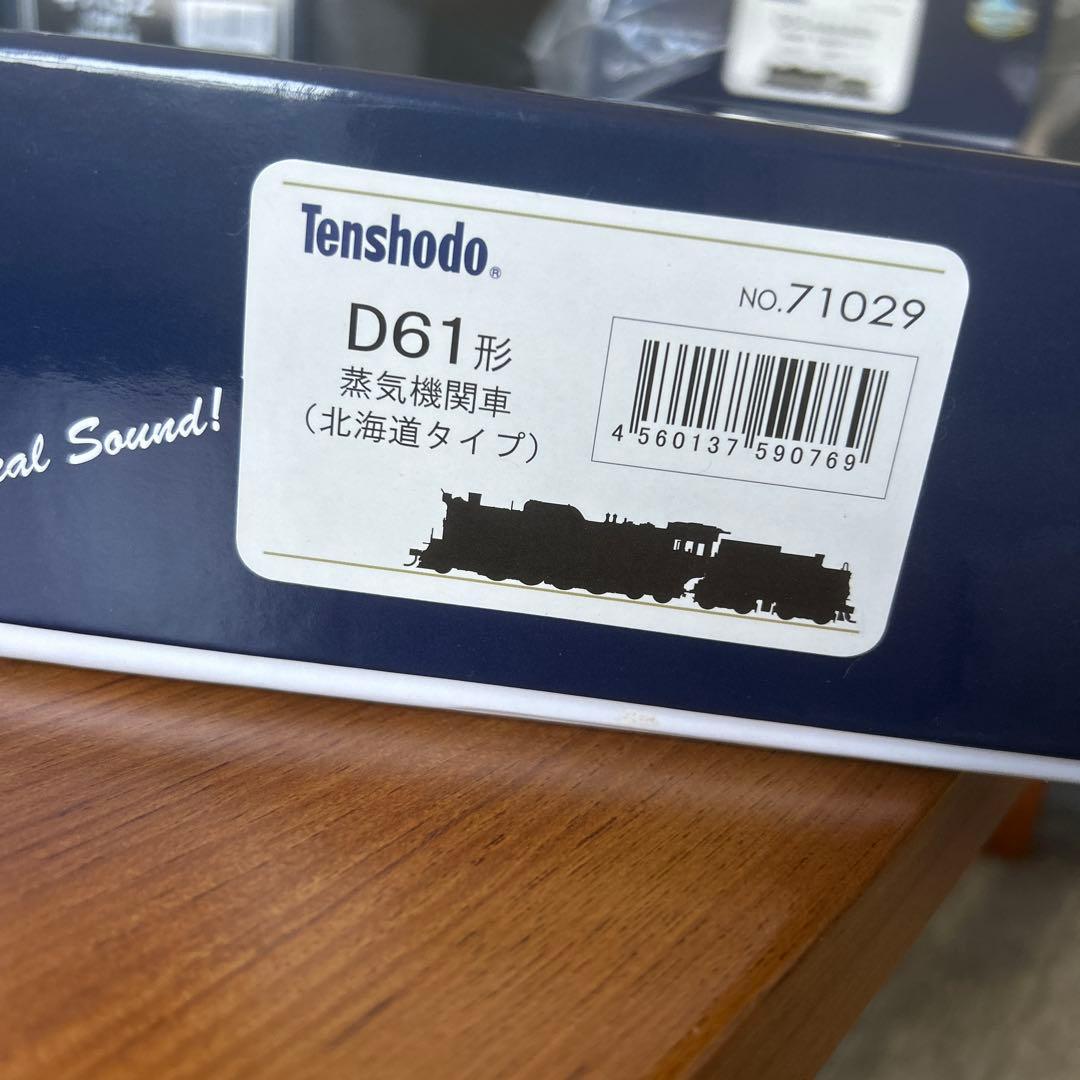 Tenshodo®
NO.71029
D61形
蒸気機関車
（北海道タイプ）
4 560137 590769
Sound!